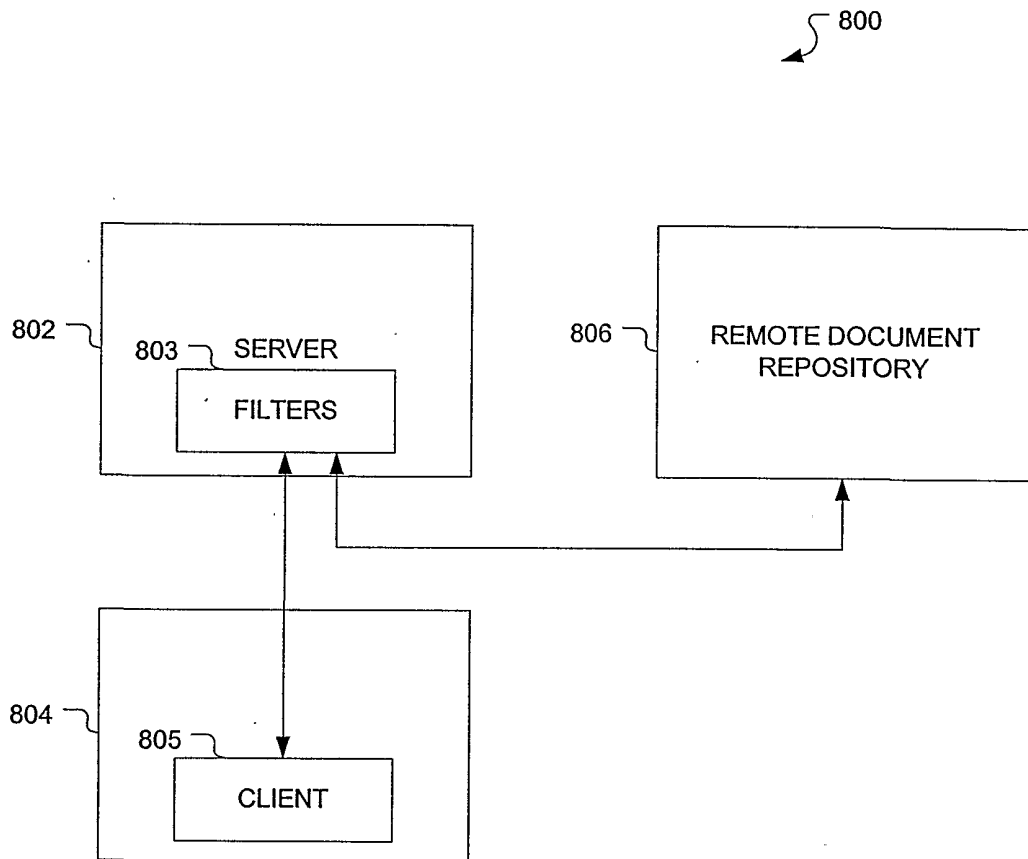 800
802
803
SERVER
FILTERS
806
REMOTE DOCUMENT
REPOSITORY
804
805
CLIENT